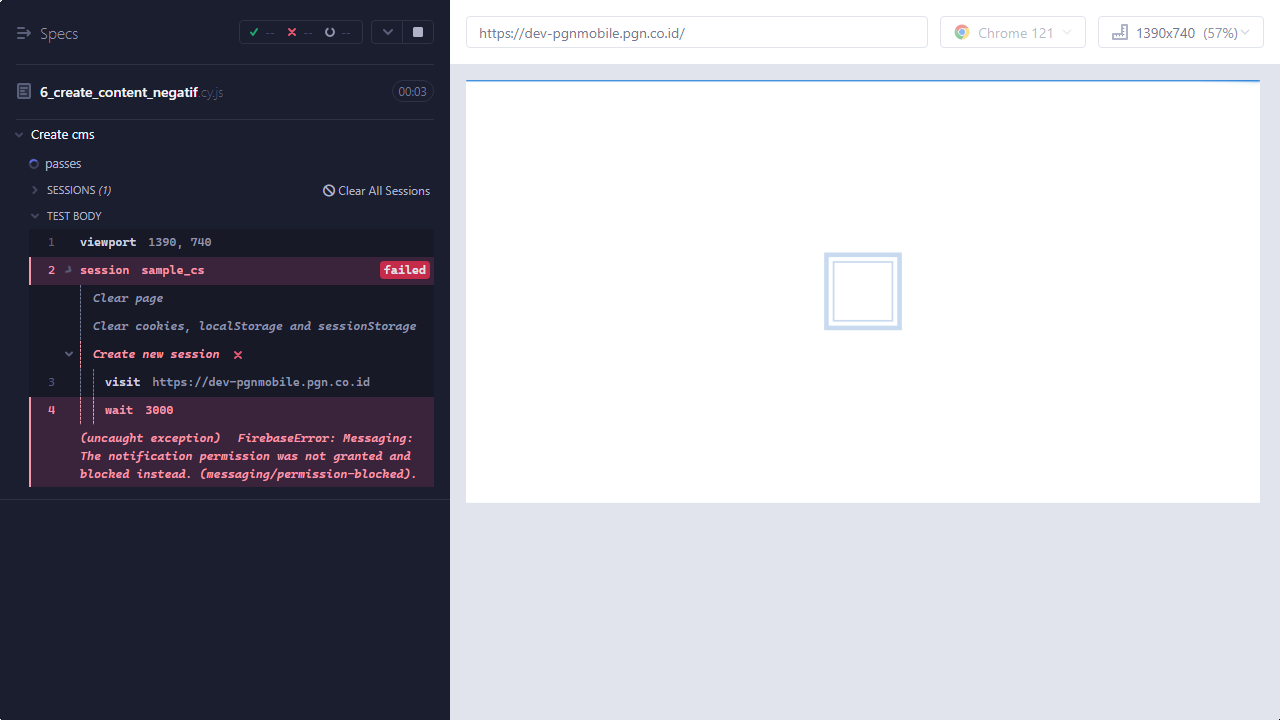 Specs
-- -- --
6_create_content_negatif.cy.js 00:03
Create cms
passes
SESSIONS (1) Clear All Sessions
TEST BODY
1 viewport 1390, 740
2 session sample_cs failed
Clear page
Clear cookies, localStorage and sessionStorage
Create new session
3 visit https://dev-pgnmobile.pgn.co.id
4 wait 3000
(uncaught exception) FirebaseError: Messaging:
The notification permission was not granted and
blocked instead. (messaging/permission-blocked).
https://dev-pgnmobile.pgn.co.id/
Chrome 121
1390x740 (57%)